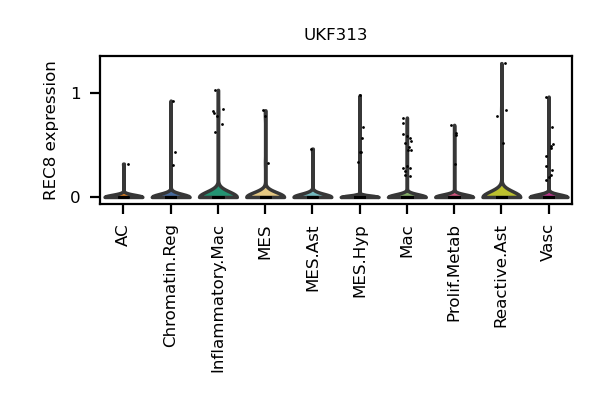 UKF313
REC8 expression
1
0
AC
Chromatin.Reg
Inflammatory.Mac
MES
MES.Ast
MES.Hyp
Mac
Prolif.Metab
Reactive.Ast
Vasc